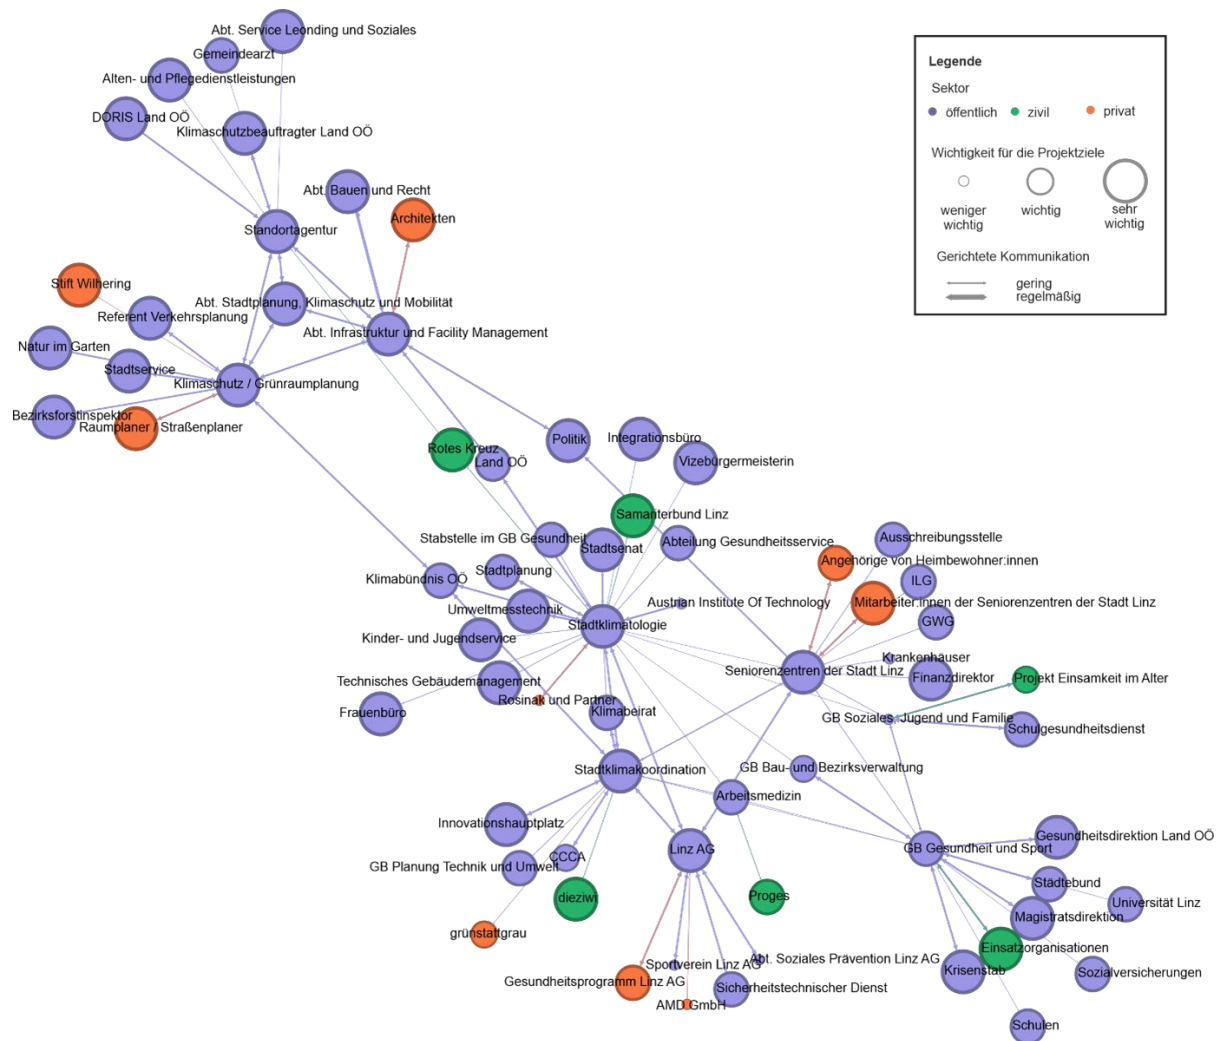 Abt. Service Leonding und Soziales
Gemeindearzt
Alten- und Pflegedienstleistungen
DORIS Land OÖ
Klimaschutzbeauftragter Land OÖ
Abt. Bauen und Recht
Architekten
Standortagentur
Stift Wilhering
Abt. Stadtplanung, Klimaschutz und Mobilität
Referent Verkehrsplanung
Abt. Infrastruktur und Facility Management
Natur im Garten
Stadtservice
Klimaschutz / Grünraumplanung
Bezirksforstinspektor
Raumplaner / Straßenplaner
Legende
Sektor
öffentlich
zivil
privat
Wichtigkeit für die Projektziele
weniger wichtig
wichtig
sehr wichtig
Gerichtete Kommunikation
gering
regelmäßig
Rotes Kreuz
Land OÖ
Politik
Integrationsbüro
Vizebürgermeisterin
Samariterbund Linz
Stabstelle im GB Gesundheit
Stadtsenat
Abteilung Gesundheitsservice
Ausschreibungsstelle
Angehörige von Heimbewohner:innen
Klimabündnis OÖ
Stadtplanung
ILG
Umweltmesstechnik
Austrian Institute Of Technology
Mitarbeiter:innen der Seniorenzentren der Stadt Linz
Stadtklimatologie
GWG
Kinder- und Jugendservice
Krankenhäuser
Seniorenzentren der Stadt Linz
Finanzdirektor
Projekt Einsamkeit im Alter
Technisches Gebäudemanagement
Rosinak und Partner
Frauenbüro
Klimabeirat
GB Soziales, Jugend und Familie
Schulgesundheitsdienst
Stadtklimakoordination
GB Bau- und Bezirksverwaltung
Arbeitsmedizin
Innovationshauptplatz
Linz AG
GB Gesundheit und Sport
Gesundheitsdirektion Land OÖ
GB Planung Technik und Umwelt
CCCA
Städtebund
dieziwi
Proges
Universität Linz
Magistratsdirektion
grünstattgrau
Einsatzorganisationen
Sportverein Linz AG
Abt. Soziales Prävention Linz AG
Krisenstab
Sozialversicherungen
Gesundheitsprogramm Linz AG
Sicherheitstechnischer Dienst
AMD GmbH
Schulen